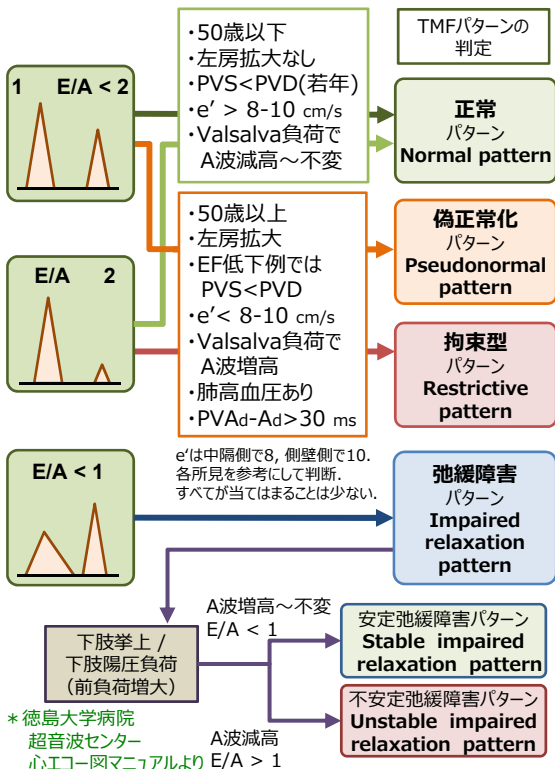 TMFパターンの
判定
1 E/A < 2
・50歳以下
・左房拡大なし
・PVS<PVD(若年)
・e' > 8-10 cm/s
・Valsalva負荷で
A波減高～不変
正常
パターン
Normal pattern
・50歳以上
・左房拡大
・EF低下例では
PVS<PVD
・e'< 8-10 cm/s
・Valsalva負荷で
A波増高
・肺高血圧あり
・PVAd-Ad>30 ms
偽正常化
パターン
Pseudonormal
pattern
E/A 2
拘束型
パターン
Restrictive
pattern
e'は中隔側で8, 側壁側で10.
各所見を参考にして判断.
すべてが当てはまることは少ない.
E/A < 1
弛緩障害
パターン
Impaired
relaxation
pattern
下肢挙上 /
下肢陽圧負荷
(前負荷増大)
A波増高～不変
E/A < 1
安定弛緩障害パターン
Stable impaired
relaxation pattern
A波減高
E/A > 1
不安定弛緩障害パターン
Unstable impaired
relaxation pattern
＊徳島大学病院
超音波センター
心エコー図マニュアルより